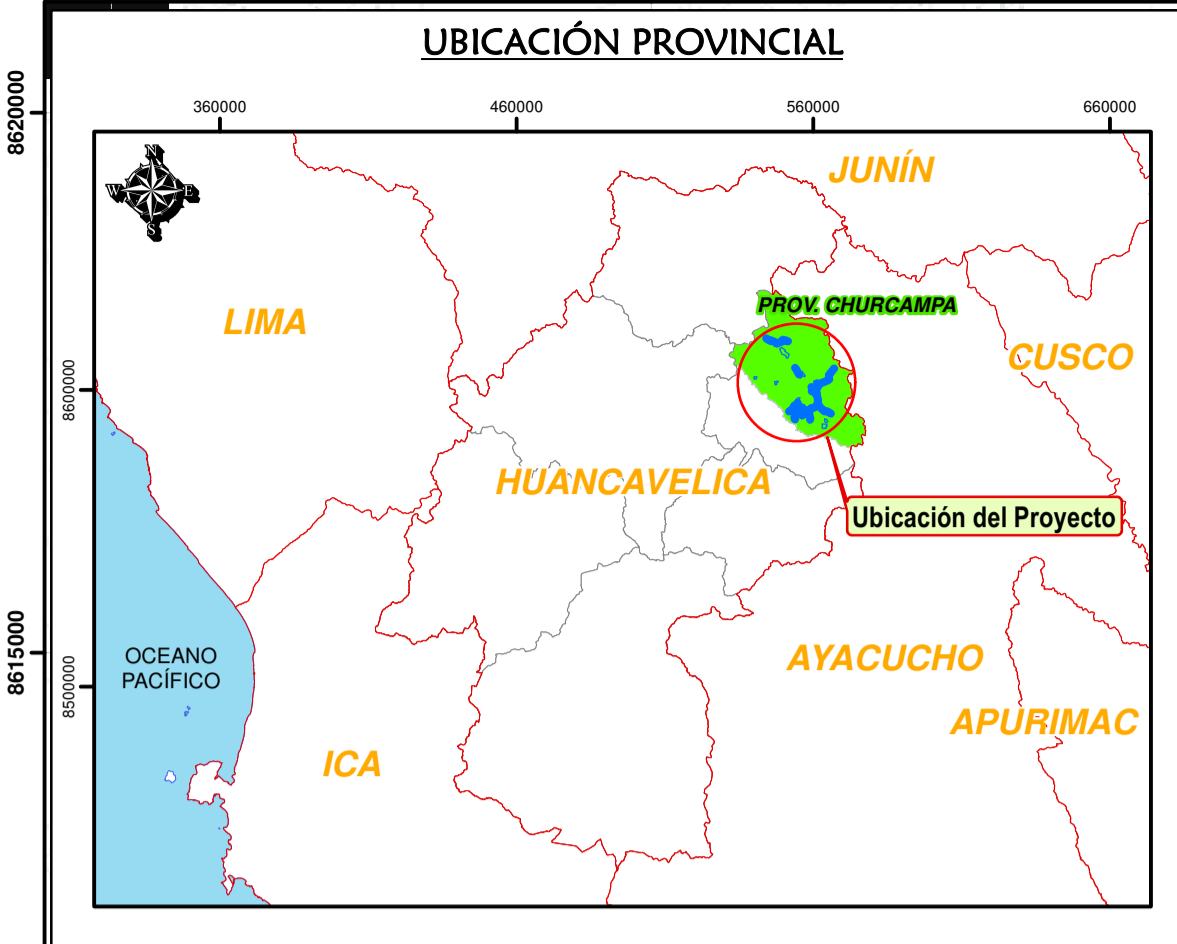 UBICACIÓN PROVINCIAL
360000 460000 560000 660000
8620000
N
W E
S
JUNÍN
PROV. CHURCAMPA
LIMA
CUSCO
8600000
HUANCAVELICA
Ubicación del Proyecto
8615000
OCEANO
PACÍFICO
AYACUCHO
8500000
APURIMAC
ICA